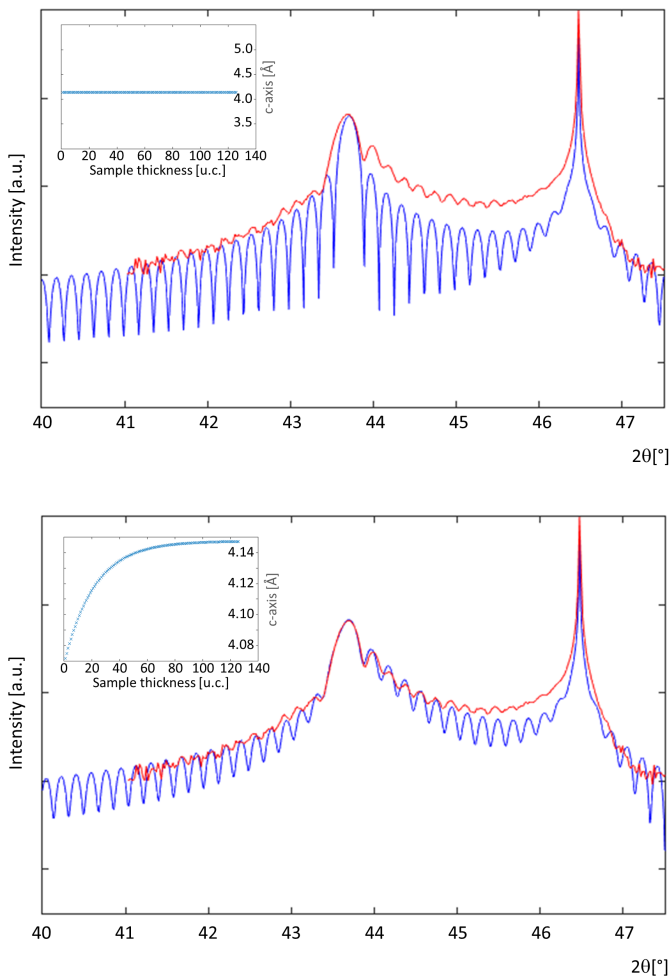 5.0
4.5
4.0
3.5
c-axis [Å]
0 20 40 60 80 100 120 140
Sample thickness [u.c.]
Intensity [a.u.]
40 41 42 43 44 45 46 47
2θ[°]
4.14
4.12
4.10
4.08
c-axis [Å]
0 20 40 60 80 100 120 140
Sample thickness [u.c.]
Intensity [a.u.]
40 41 42 43 44 45 46 47
2θ[°]